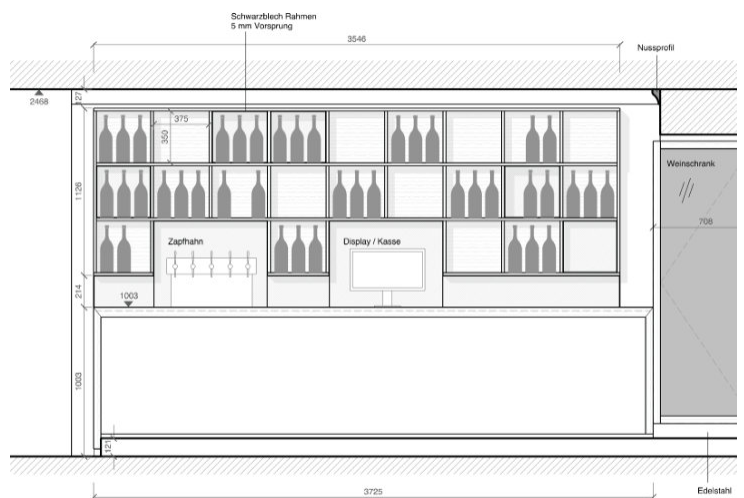 Schwarzblech Rahmen
5 mm Vorsprung
3546
Nussprofil
2468
127
375
350
Weinschrank
1126
708
Zapfhahn
Display / Kasse
214
1003
1003
121
3725
Edelstahl